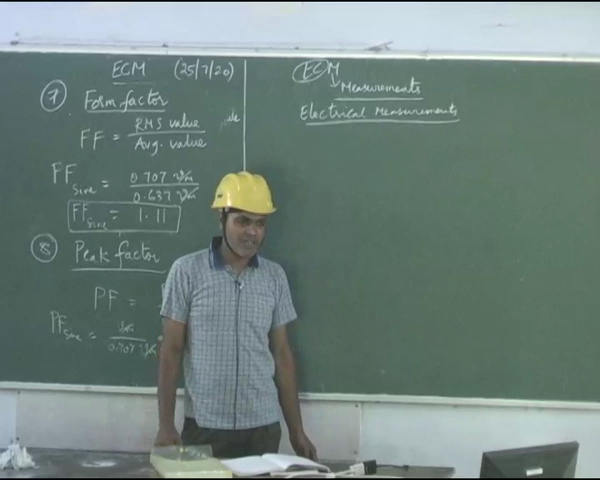 ECM (25/7/20)
7 Form factor
FF = RMS value / Avg. value
FF Sine = 0.707 Vm / 0.637 Vm
FF Sine = 1.11
8 Peak factor
PF =
PF Sine = Vm / 0.707 Vm
ECM
Measurements
Electrical Measurements